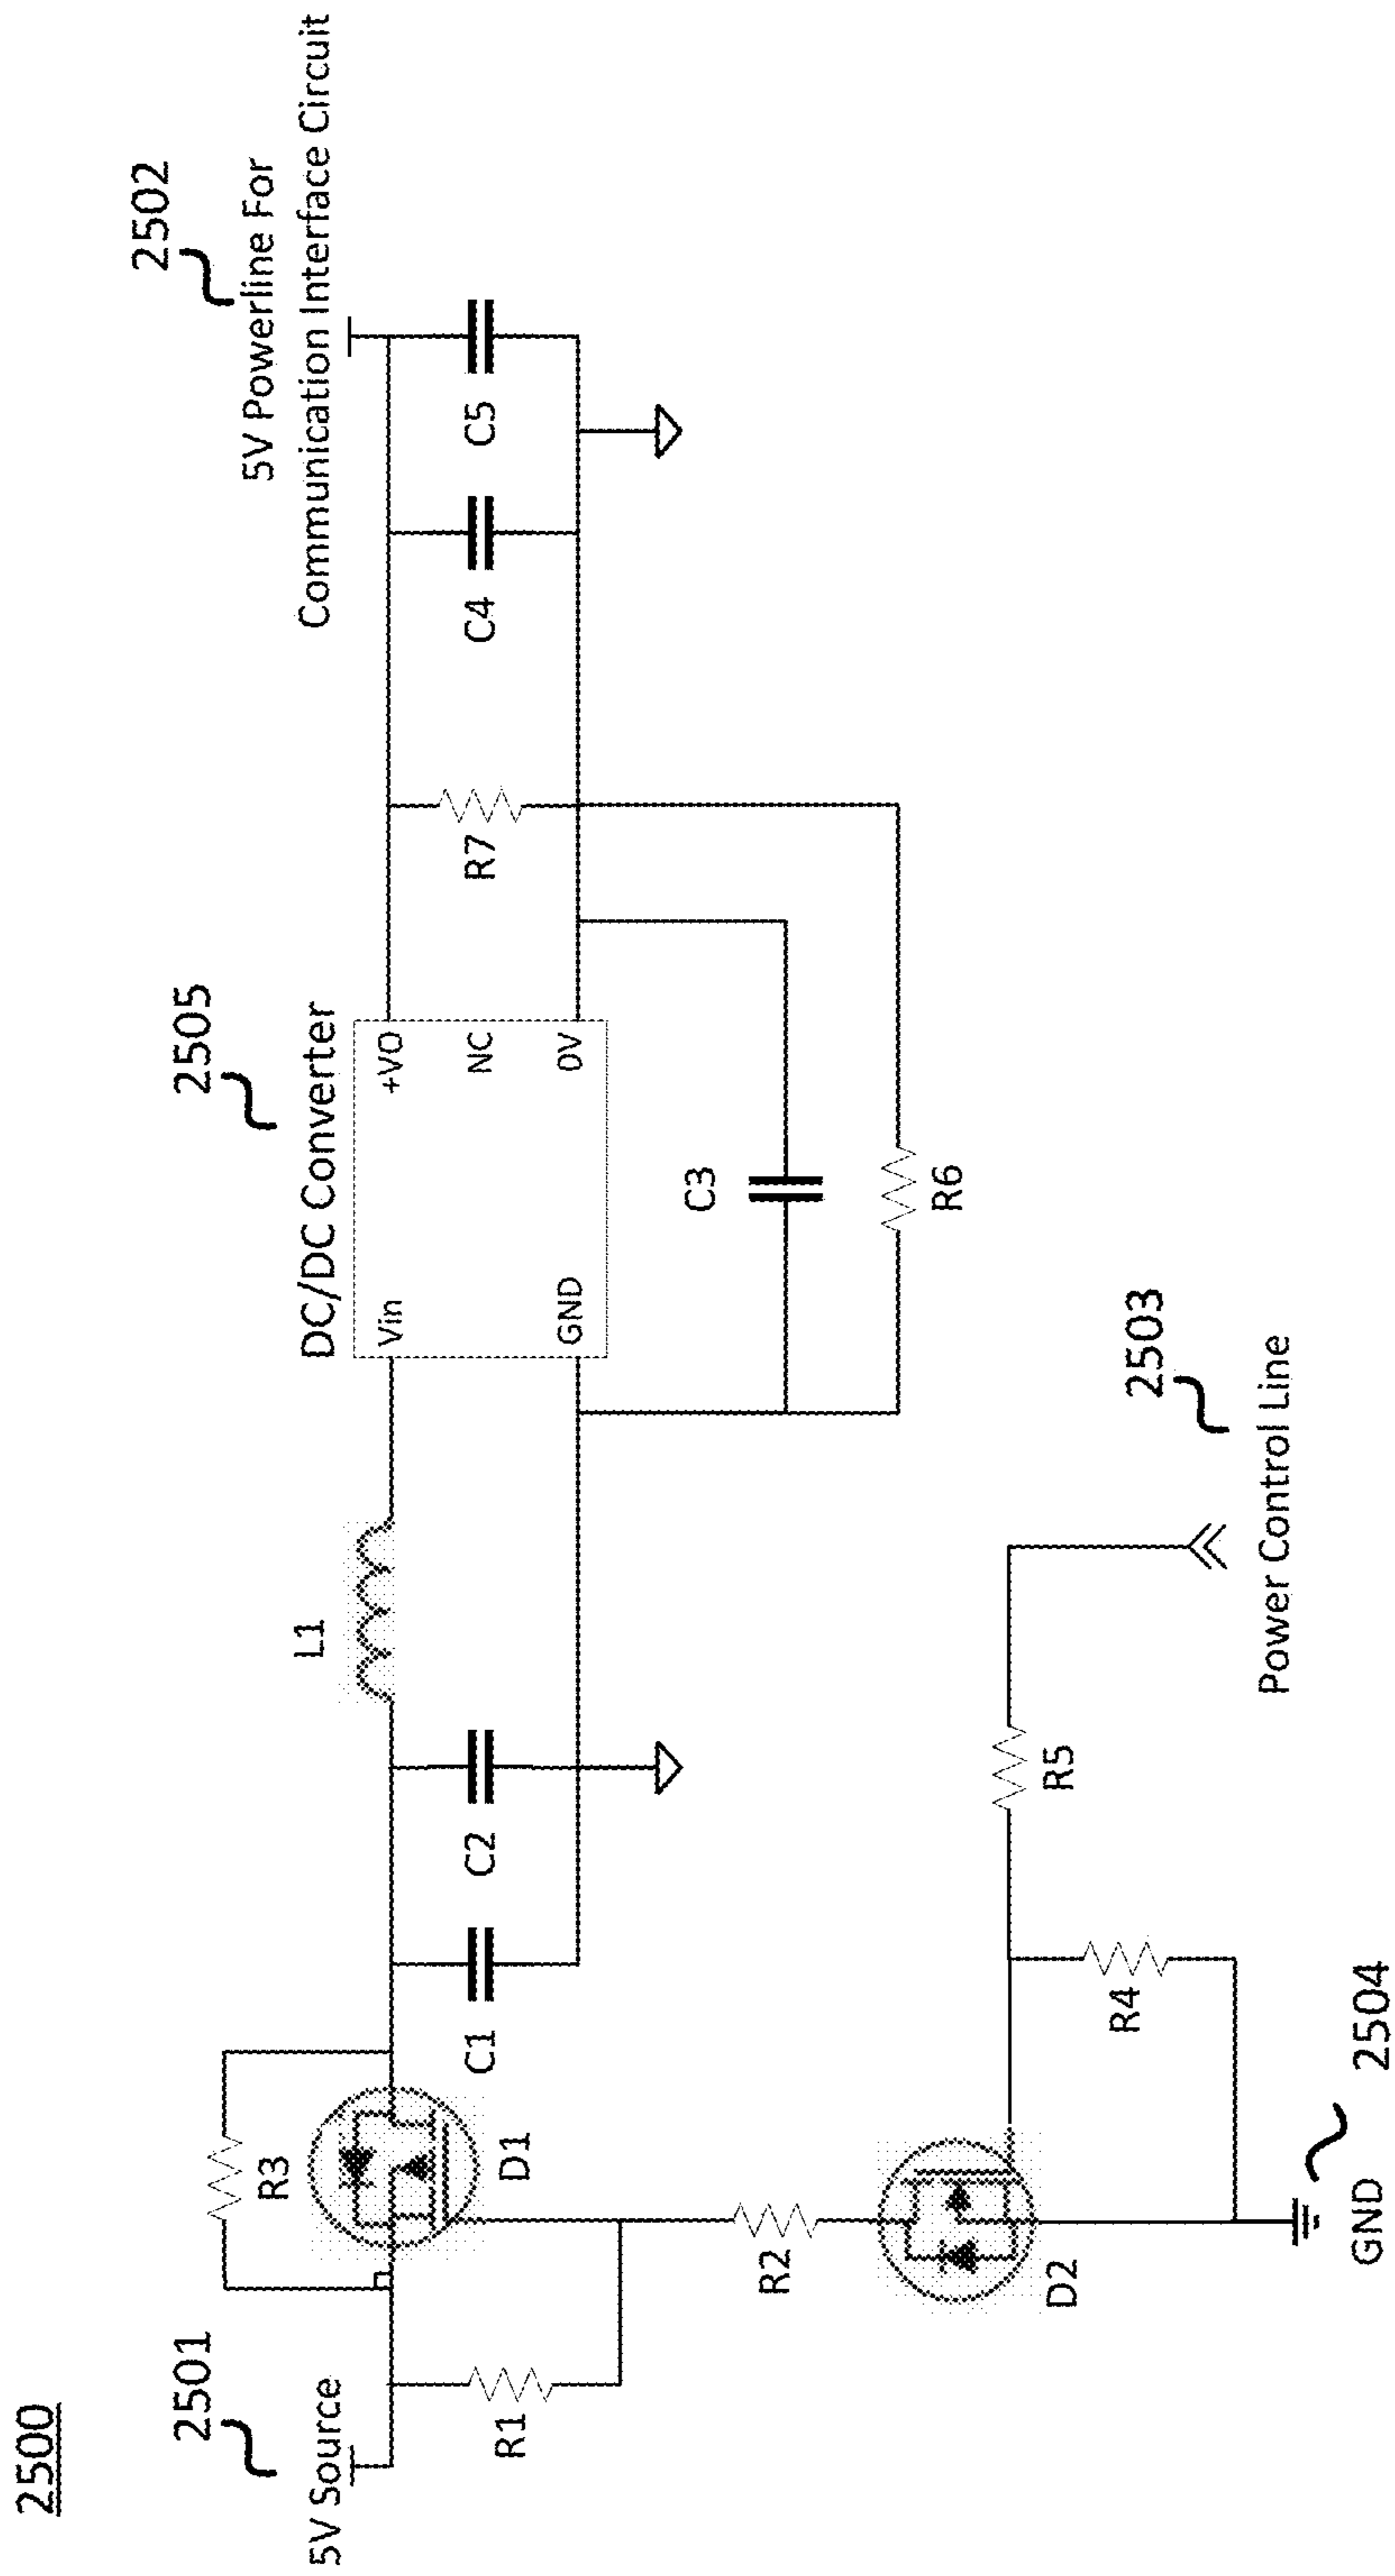 2500
2501
5V Source
R3
D1
R1
R2
D2
GND
2504
R4
R5
2503
Power Control Line
C1
C2
L1
2505
DC/DC Converter
Vin
GND
+VO
NC
0V
C3
R6
R7
C4
C5
2502
5V Powerline For
Communication Interface Circuit